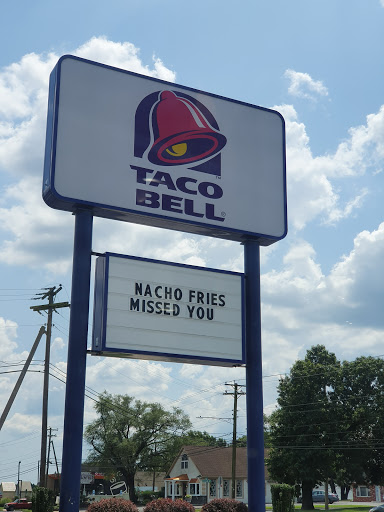 TACO
BELL
NACHO FRIES
MISSED YOU